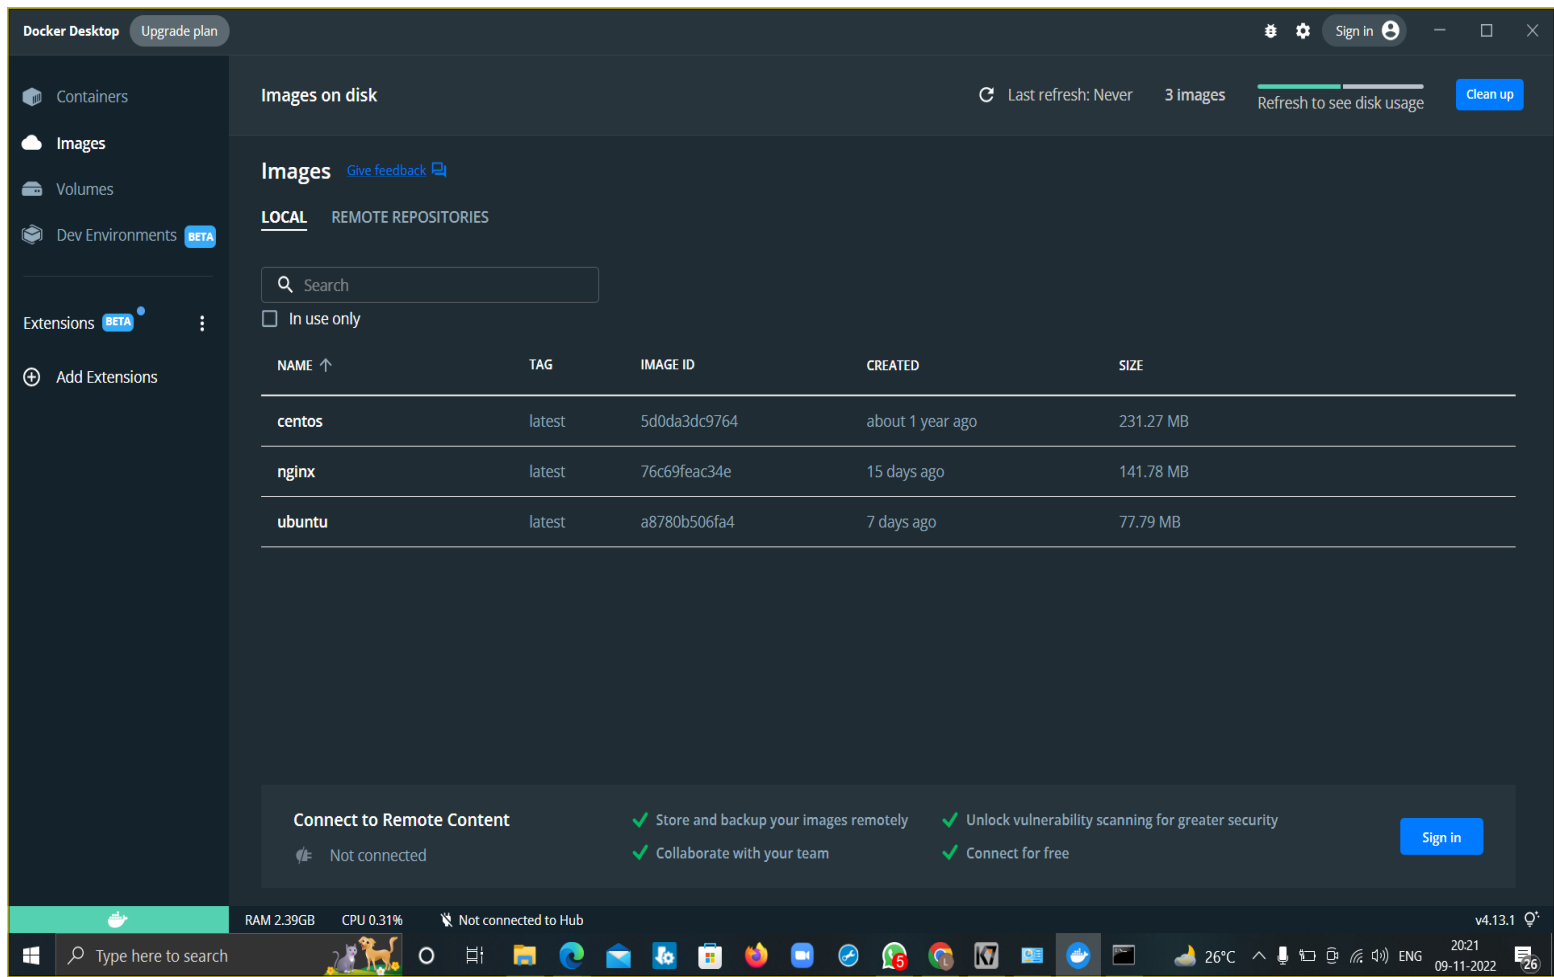 Docker Desktop Upgrade plan Sign in
Containers
Images
Volumes
Dev Environments BETA
Extensions BETA
Add Extensions
Images on disk Last refresh: Never 3 images Refresh to see disk usage Clean up
Images Give feedback
LOCAL REMOTE REPOSITORIES
Search
In use only
NAME TAG IMAGE ID CREATED SIZE
centos latest 5d0da3dc9764 about 1 year ago 231.27 MB
nginx latest 76c69feac34e 15 days ago 141.78 MB
ubuntu latest a8780b506fa4 7 days ago 77.79 MB
Connect to Remote Content Store and backup your images remotely Unlock vulnerability scanning for greater security Sign in
Not connected Collaborate with your team Connect for free
RAM 2.39GB CPU 0.31% Not connected to Hub v4.13.1
Type here to search 5 L 26°C ENG 20:21
09-11-2022 26